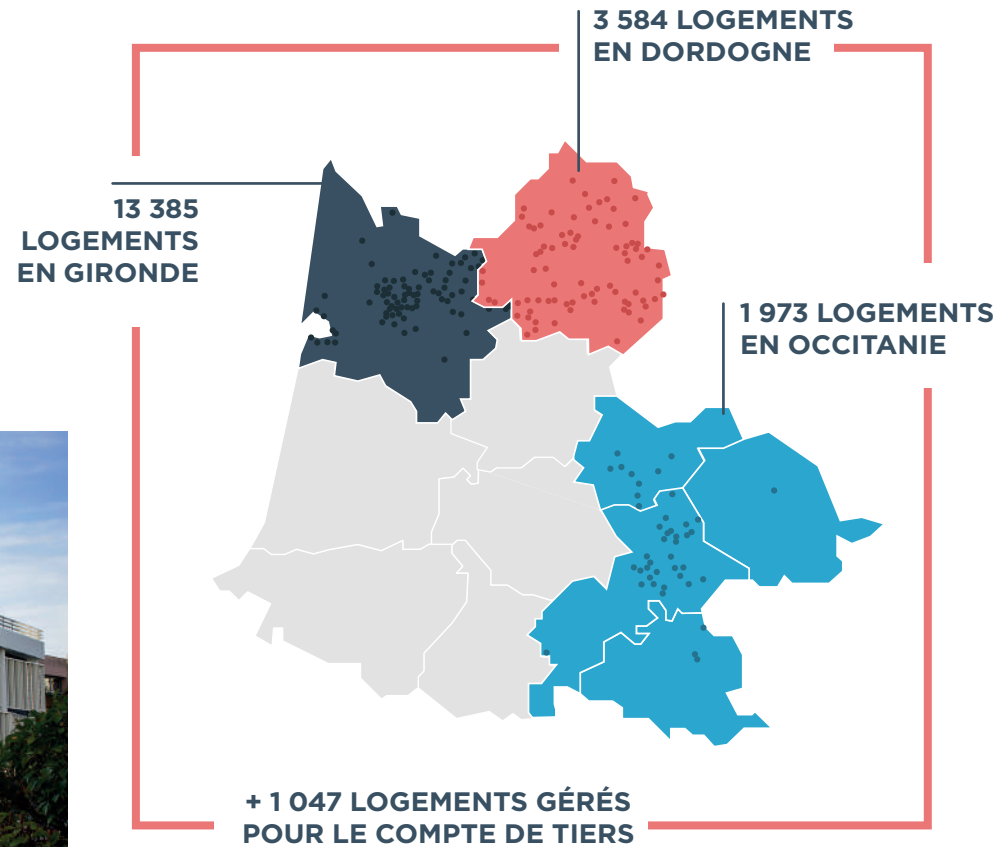 3 584 LOGEMENTS
EN DORDOGNE
13 385
LOGEMENTS
EN GIRONDE
1 973 LOGEMENTS
EN OCCITANIE
+ 1 047 LOGEMENTS GÉRÉS
POUR LE COMPTE DE TIERS